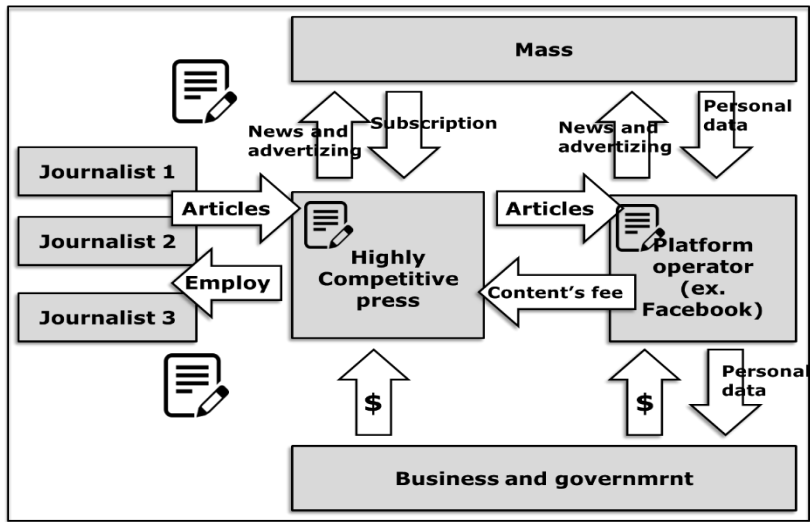 Mass
News and
advertizing
Subscription
News and
advertizing
Personal
data
Journalist 1
Journalist 2
Journalist 3
Articles
Employ
Highly
Competitive
press
Articles
Content's fee
Platform
operator
(ex.
Facebook)
$
$
Personal
data
Business and governmrnt